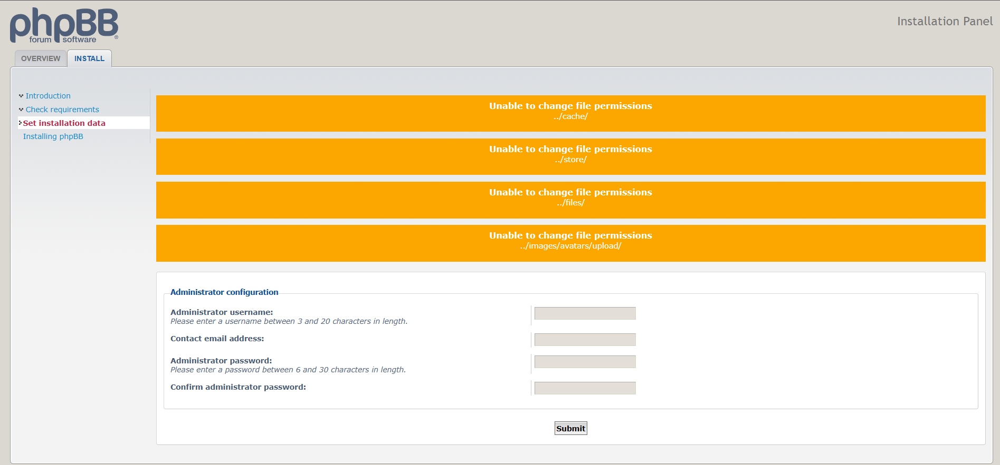 phpBB
forum software
®
Installation Panel
OVERVIEW
INSTALL
Introduction
Check requirements
Set installation data
Installing phpBB
Unable to change file permissions
../cache/
Unable to change file permissions
../store/
Unable to change file permissions
../files/
Unable to change file permissions
../images/avatars/upload/
Administrator configuration
Administrator username:
Please enter a username between 3 and 20 characters in length.
Contact email address:
Administrator password:
Please enter a password between 6 and 30 characters in length.
Confirm administrator password:
Submit